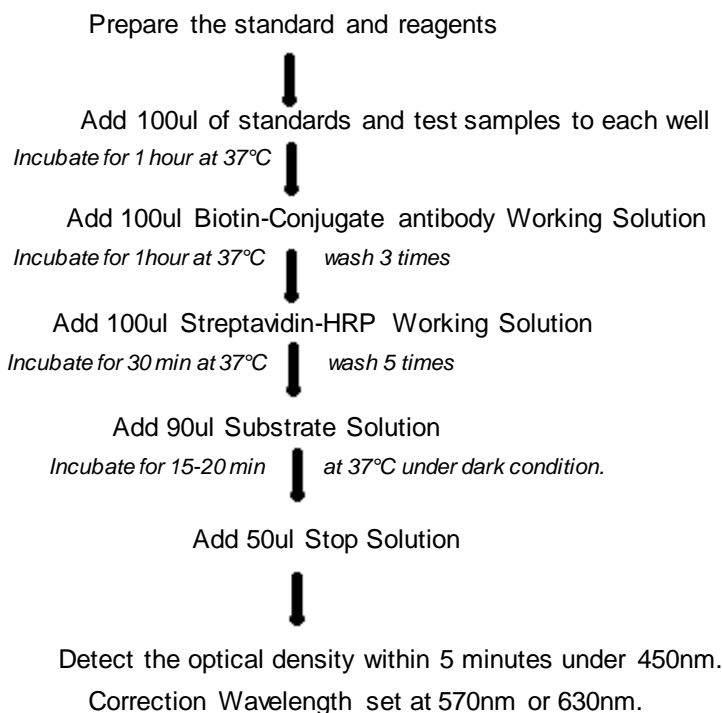 Prepare the standard and reagents
Add 100ul of standards and test samples to each well
Incubate for 1 hour at 37°C
Add 100ul Biotin-Conjugate antibody Working Solution
Incubate for 1hour at 37°C wash 3 times
Add 100ul Streptavidin-HRP Working Solution
Incubate for 30 min at 37°C wash 5 times
Add 90ul Substrate Solution
Incubate for 15-20 min at 37°C under dark condition.
Add 50ul Stop Solution
Detect the optical density within 5 minutes under 450nm.
Correction Wavelength set at 570nm or 630nm.